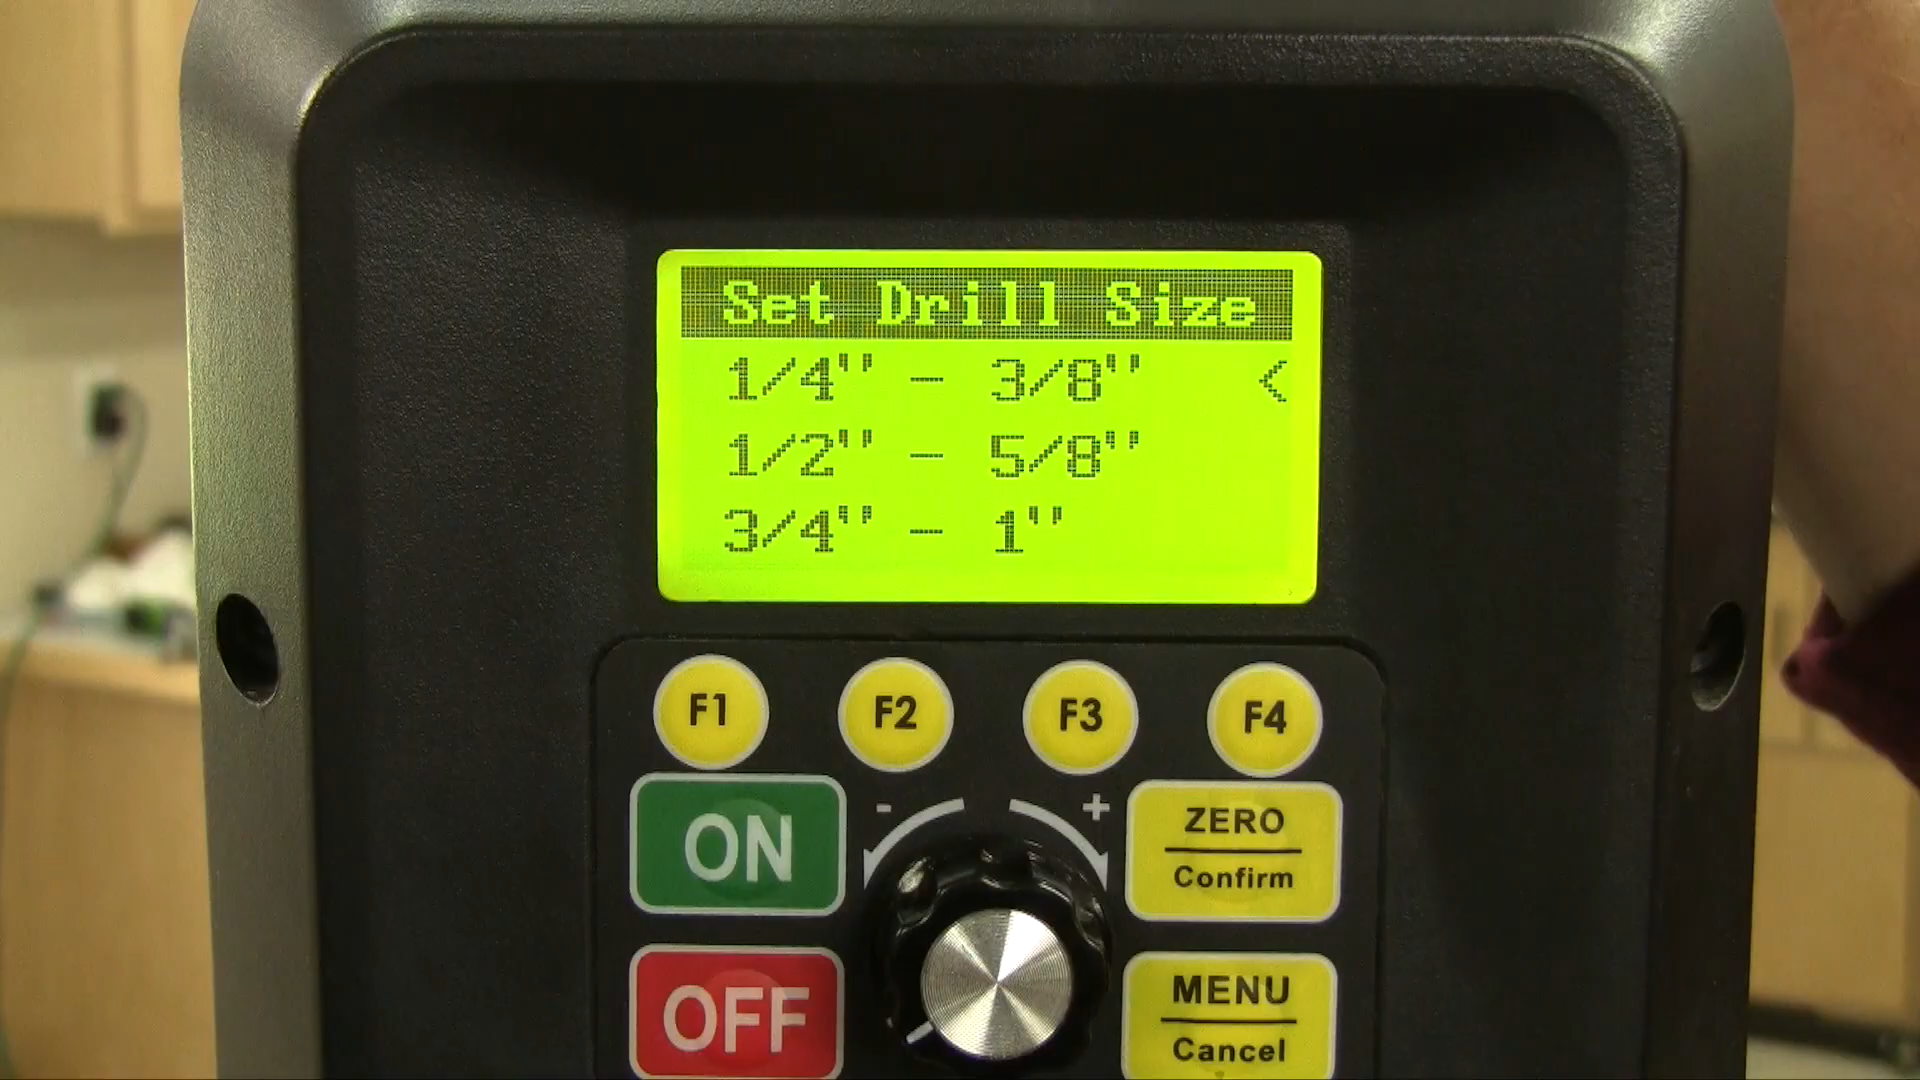 Set Drill Size
1/4" - 3/8" <
1/2" - 5/8"
3/4" - 1"
F1 F2 F3 F4
- +
ON
ZERO
Confirm
OFF
MENU
Cancel